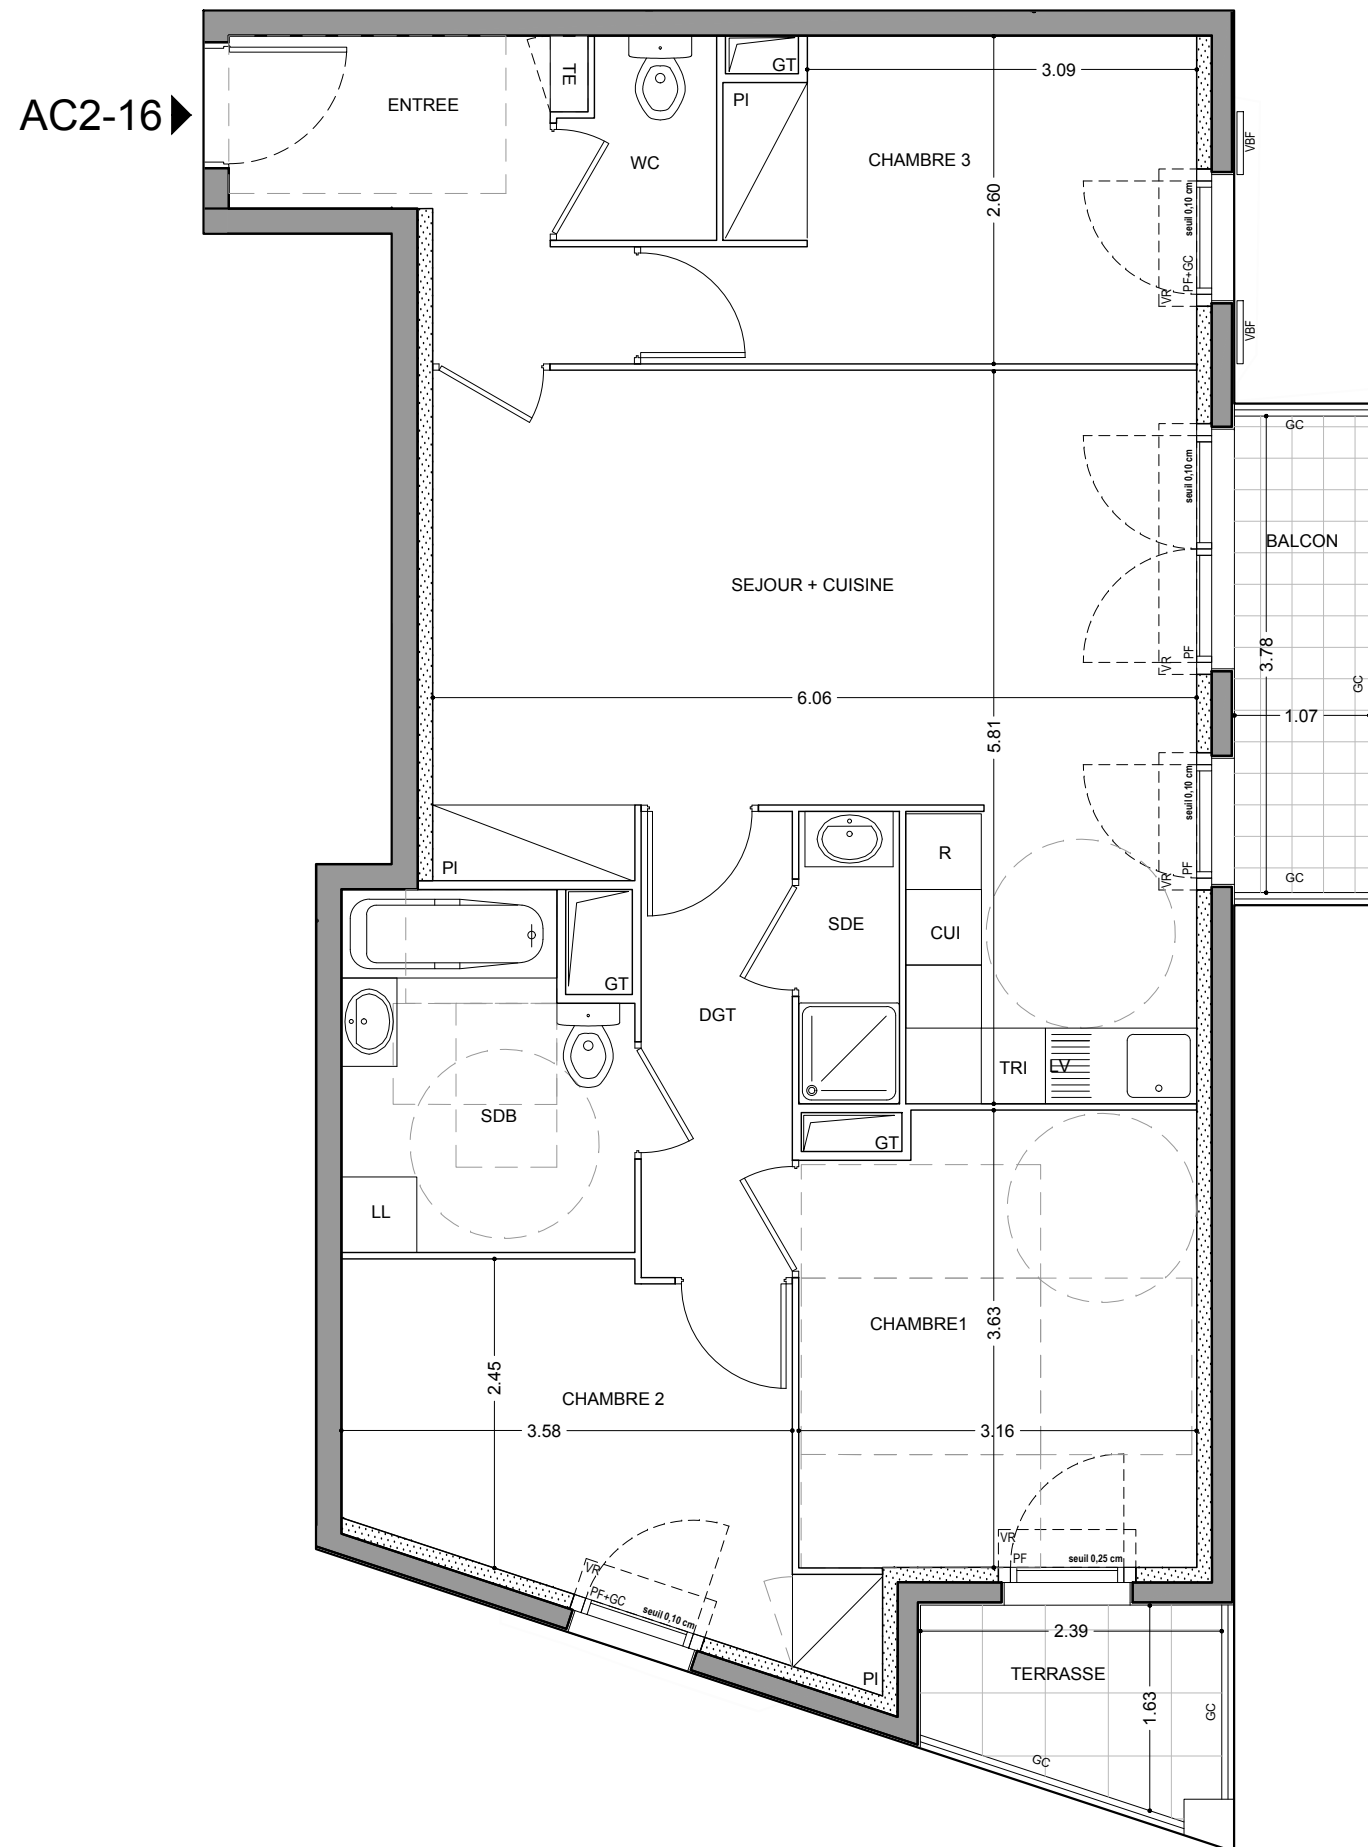 AC2-16
ENTREE
TE
WC
GT
PI
3.09
CHAMBRE 3
2.60
seuil 0,10 cm
PF+GC
VR
VBF
VBF
SEJOUR + CUISINE
6.06
5.81
seuil 0,10 cm
PF
VR
GC
BALCON
3.78
GC
1.07
GC
seuil 0,10 cm
PF
VR
PI
GT
SDE
R
CUI
DGT
TRI
LV
SDB
LL
GT
CHAMBRE1
3.63
3.16
2.45
CHAMBRE 2
3.58
VR
PF+GC
seuil 0,10 cm
VR
PF
seuil 0,25 cm
PI
2.39
TERRASSE
1.63
GC
GC